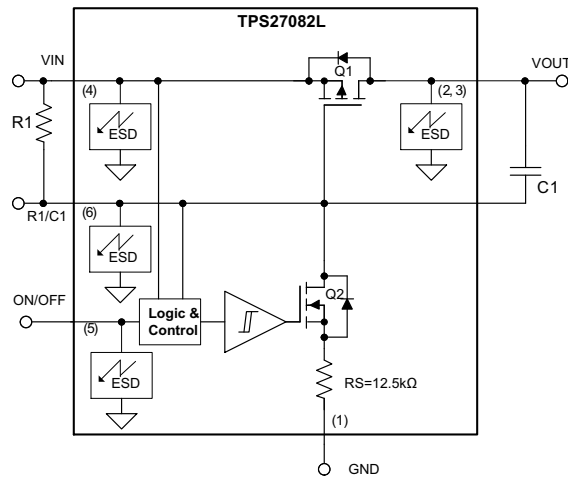 TPS27082L
VIN
VOUT
Q1
(4)
(2, 3)
R1
ESD
ESD
C1
R1/C1
(6)
ESD
ON/OFF
Q2
(5)
Logic &
Control
ESD
RS=12.5kΩ
(1)
GND